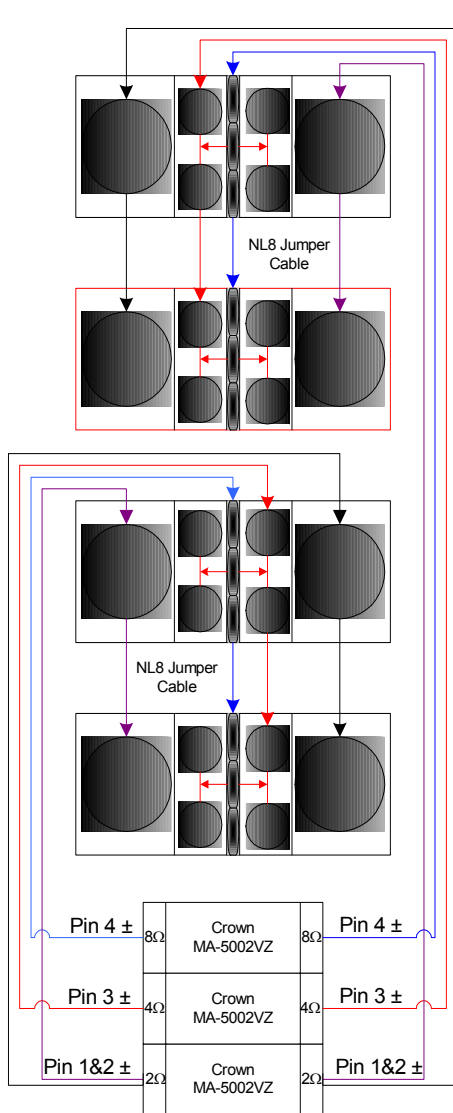 NL8 Jumper
Cable
NL8 Jumper
Cable
Pin 4 ±
8Ω
Crown
MA-5002VZ
8Ω
Pin 4 ±
Pin 3 ±
4Ω
Crown
MA-5002VZ
4Ω
Pin 3 ±
Pin 1&2 ±
2Ω
Crown
MA-5002VZ
2Ω
Pin 1&2 ±